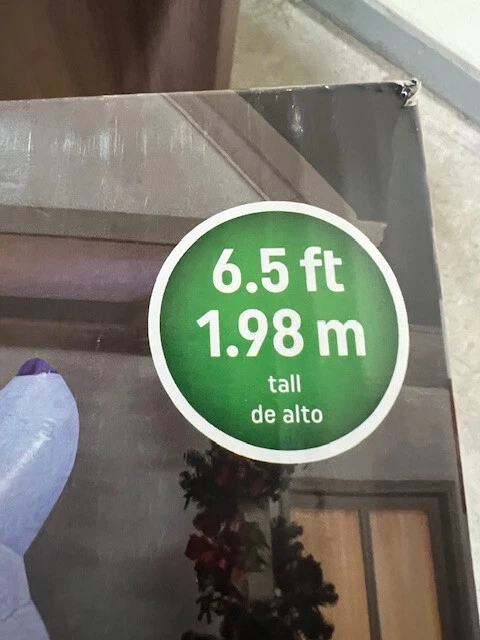 6.5 ft
1.98 m
tall
de alto